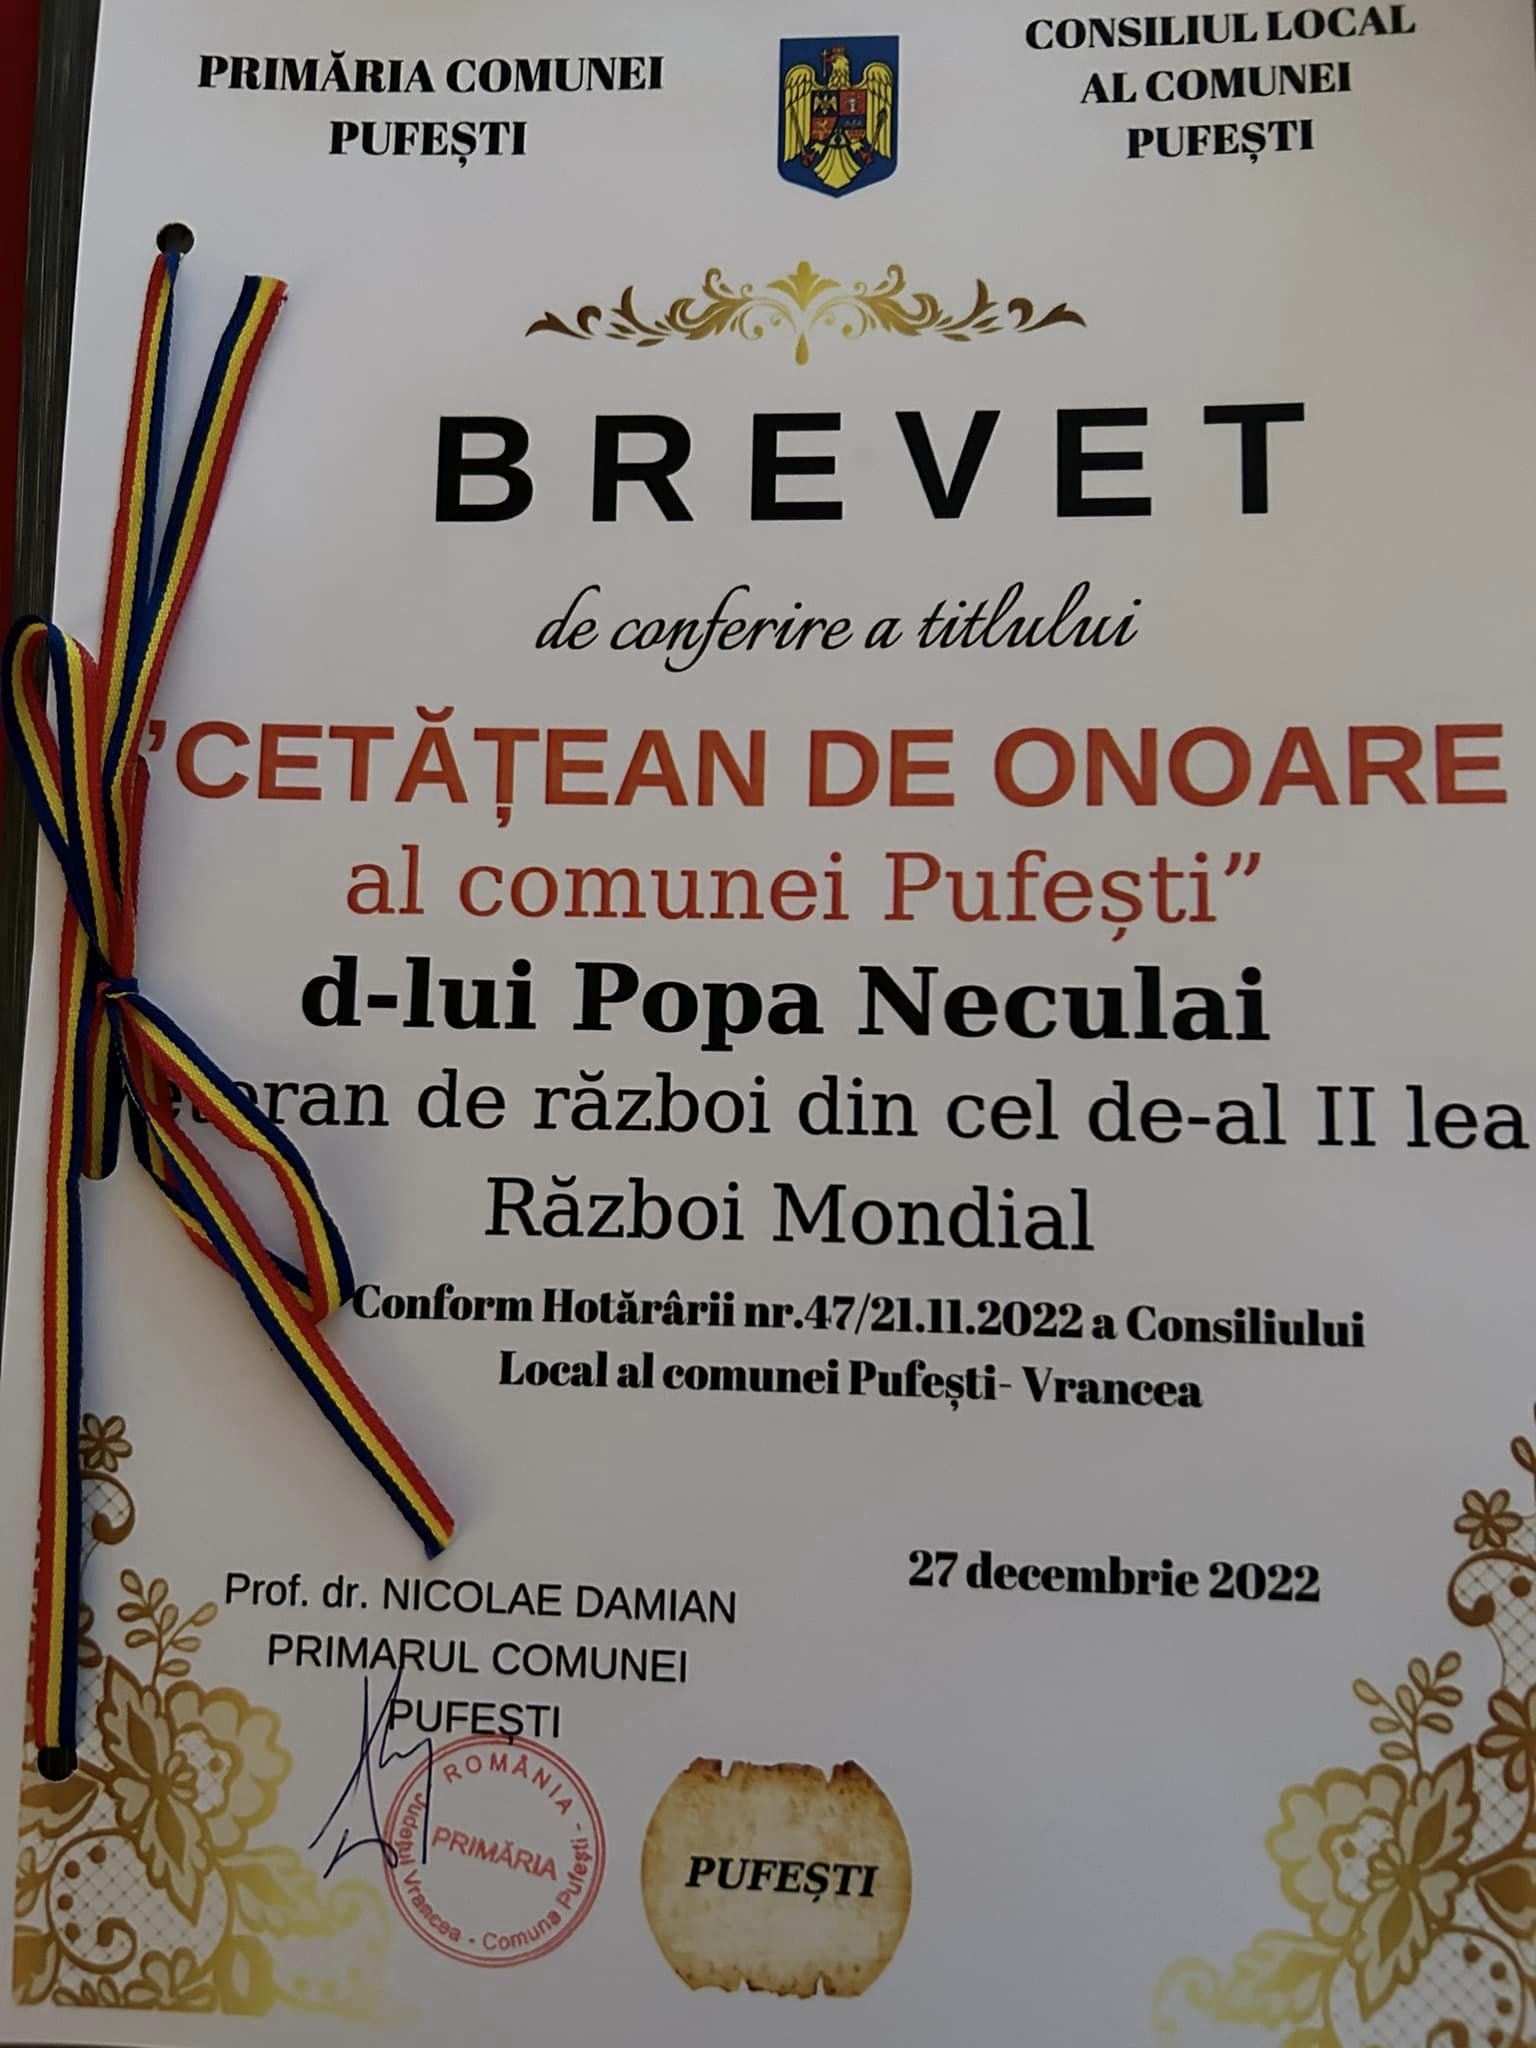 PRIMĂRIA COMUNEI
PUFEȘTI
CONSILIUL LOCAL
AL COMUNEI
PUFEȘTI
BREVET
de conferire a titlului
”CETĂȚEAN DE ONOARE
al comunei Pufești”
d-lui Popa Neculai
veteran de război din cel de-al II lea
Război Mondial
Conform Hotărârii nr.47/21.11.2022 a Consiliului
Local al comunei Pufești- Vrancea
27 decembrie 2022
Prof. dr. NICOLAE DAMIAN
PRIMARUL COMUNEI
PUFEȘTI
ROMÂNIA -
Județul Vrancea - Comuna Pufești
PRIMĂRIA
PUFEȘTI